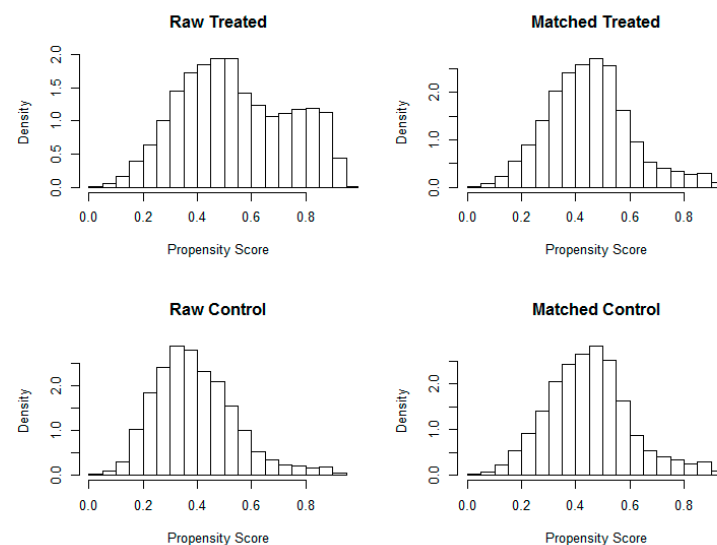 Raw Treated
Density
0.0 0.5 1.0 1.5 2.0
0.0 0.2 0.4 0.6 0.8
Propensity Score
Matched Treated
Density
0.0 1.0 2.0
0.0 0.2 0.4 0.6 0.8
Propensity Score
Raw Control
Density
0.0 1.0 2.0
0.0 0.2 0.4 0.6 0.8
Propensity Score
Matched Control
Density
0.0 1.0 2.0
0.0 0.2 0.4 0.6 0.8
Propensity Score